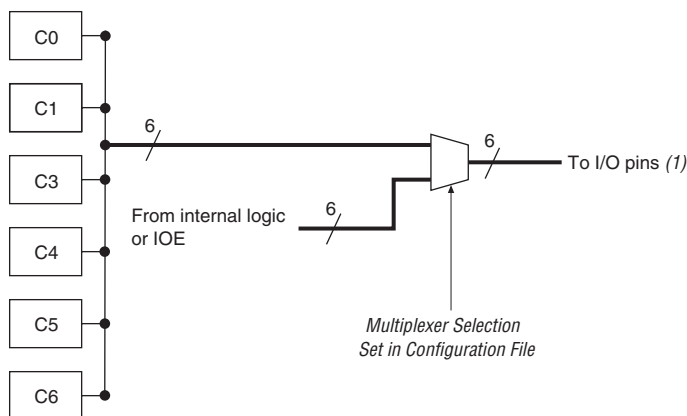 C0
C1
C3
C4
C5
C6
6
6
To I/O pins (1)
From internal logic
or IOE
6
Multiplexer Selection
Set in Configuration File